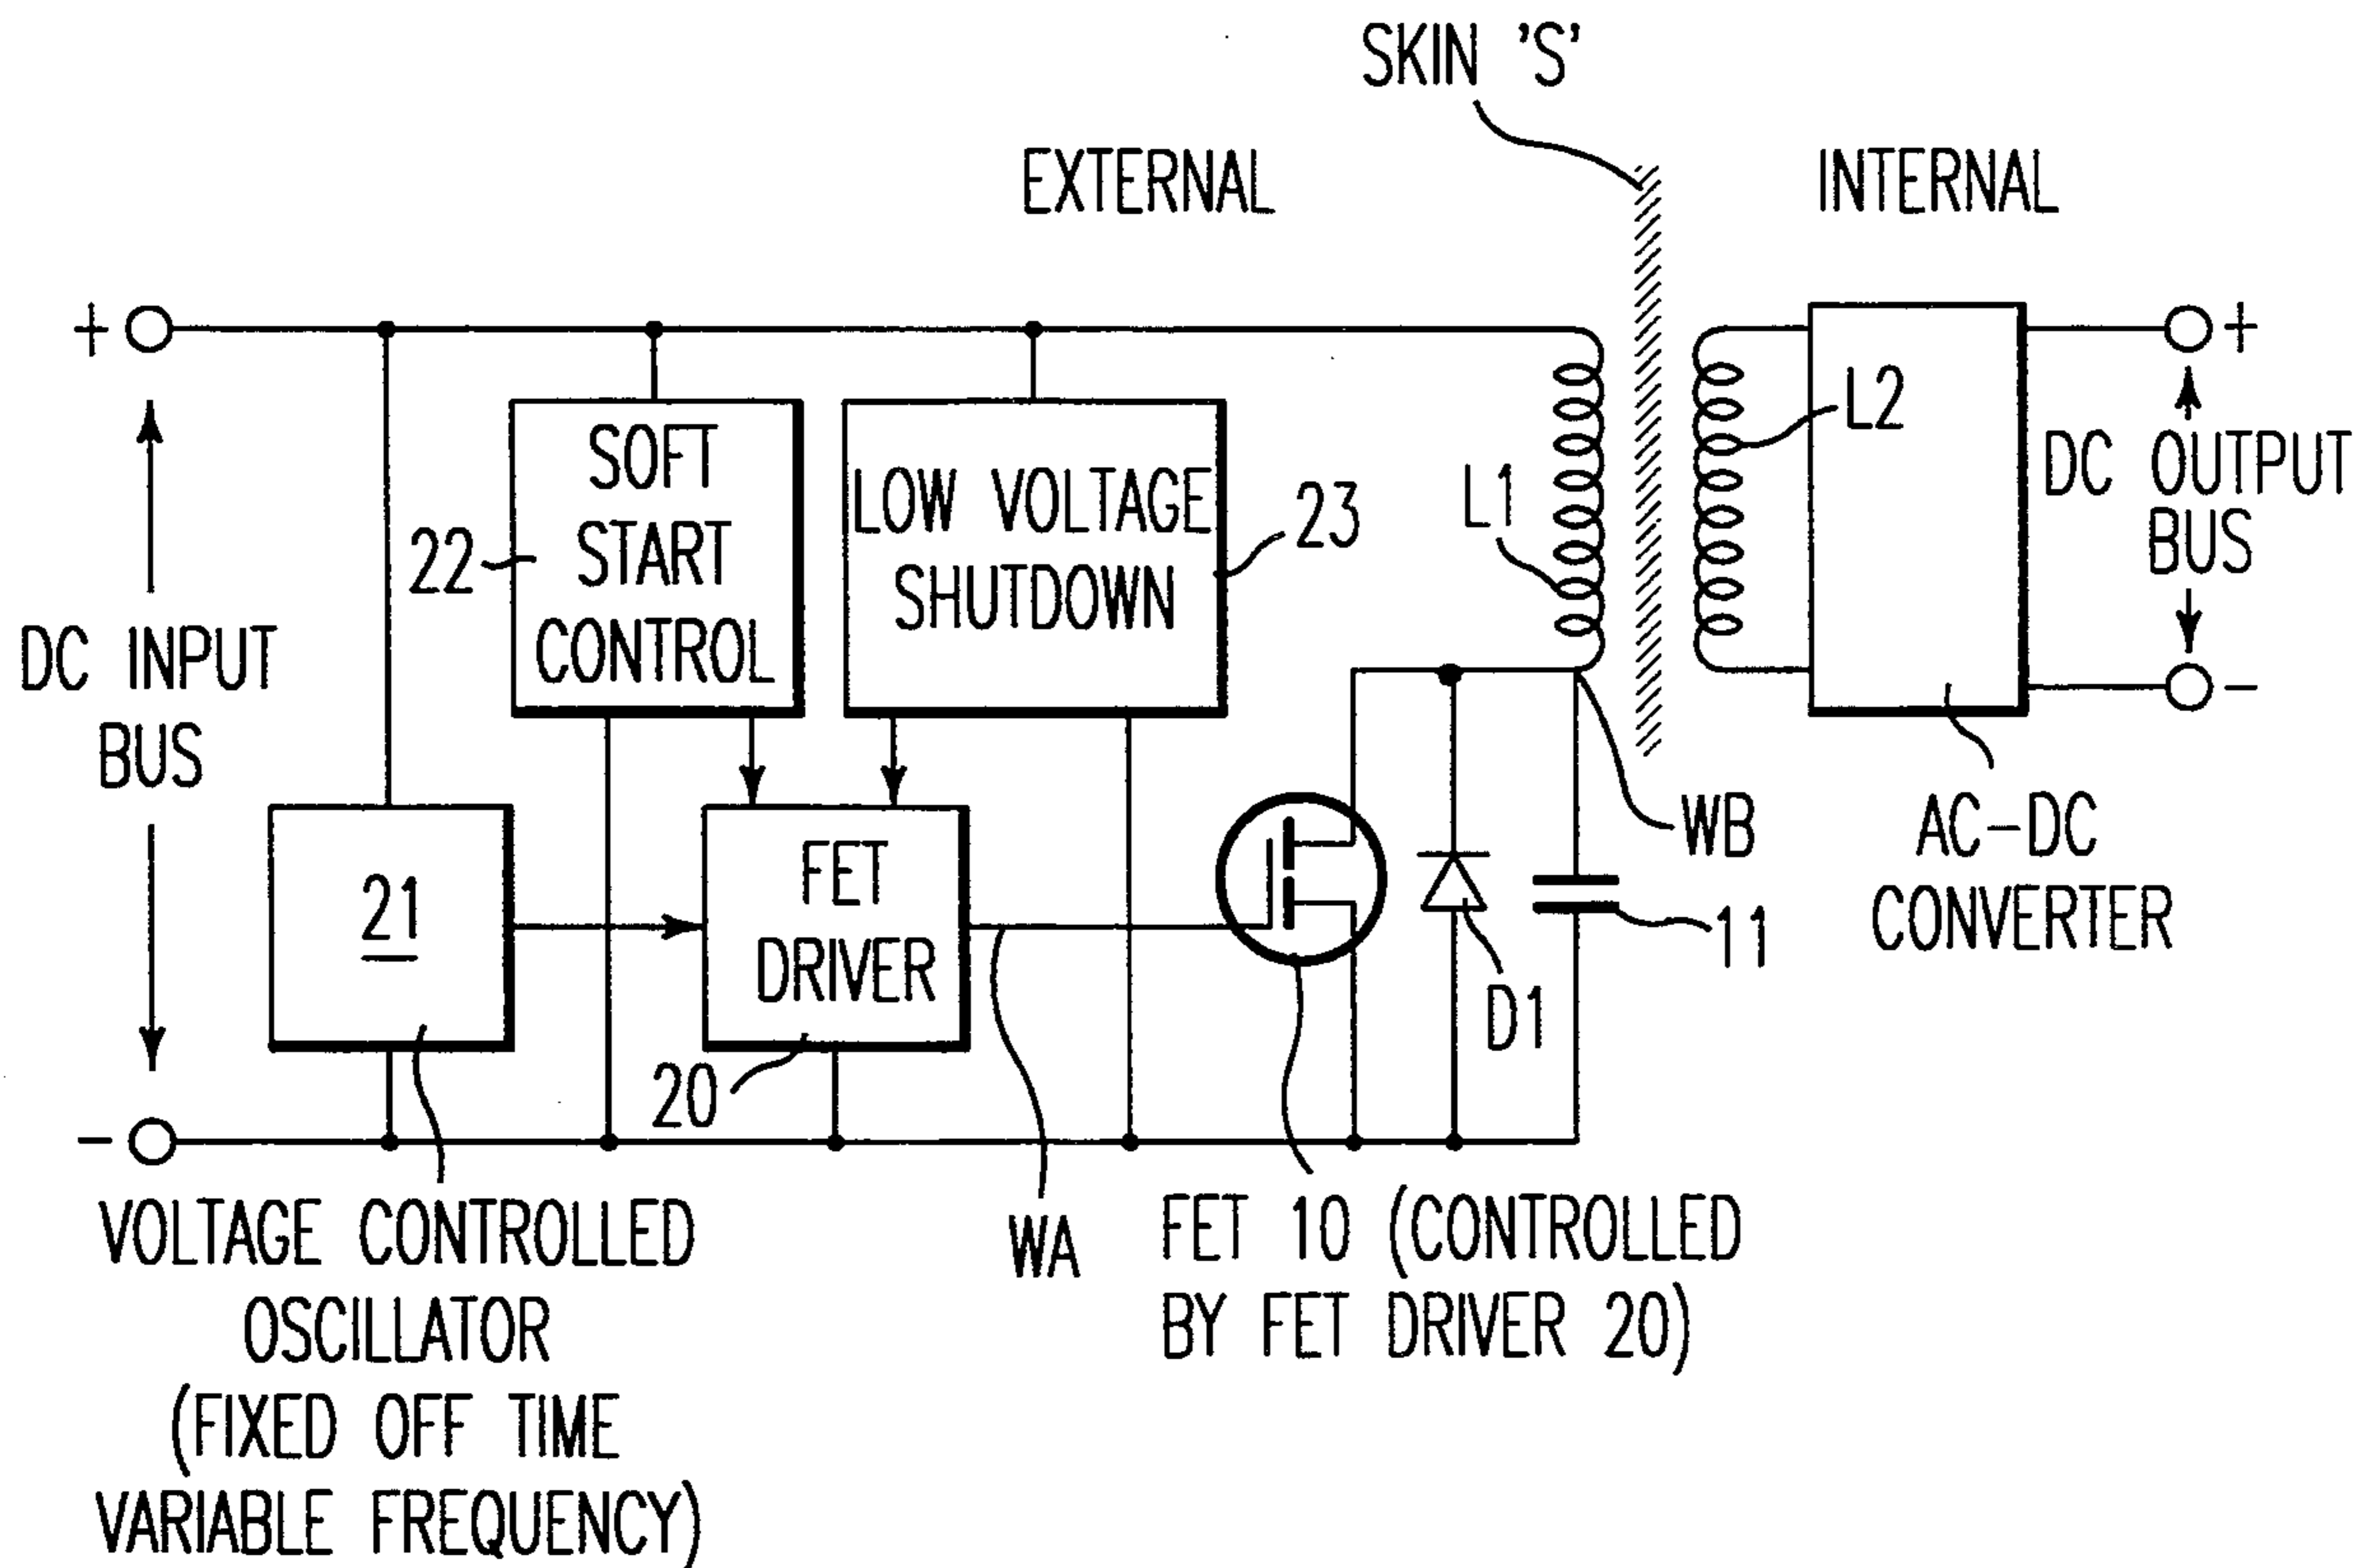 SKIN 'S'
EXTERNAL
INTERNAL
+
+
SOFT
START
CONTROL
22
LOW VOLTAGE
SHUTDOWN
23
L1
L2
DC OUTPUT
BUS
-
DC INPUT
BUS
21
FET
DRIVER
20
WB
AC-DC
CONVERTER
11
D1
-
VOLTAGE CONTROLLED
OSCILLATOR
(FIXED OFF TIME
VARIABLE FREQUENCY)
WA
FET 10 (CONTROLLED
BY FET DRIVER 20)